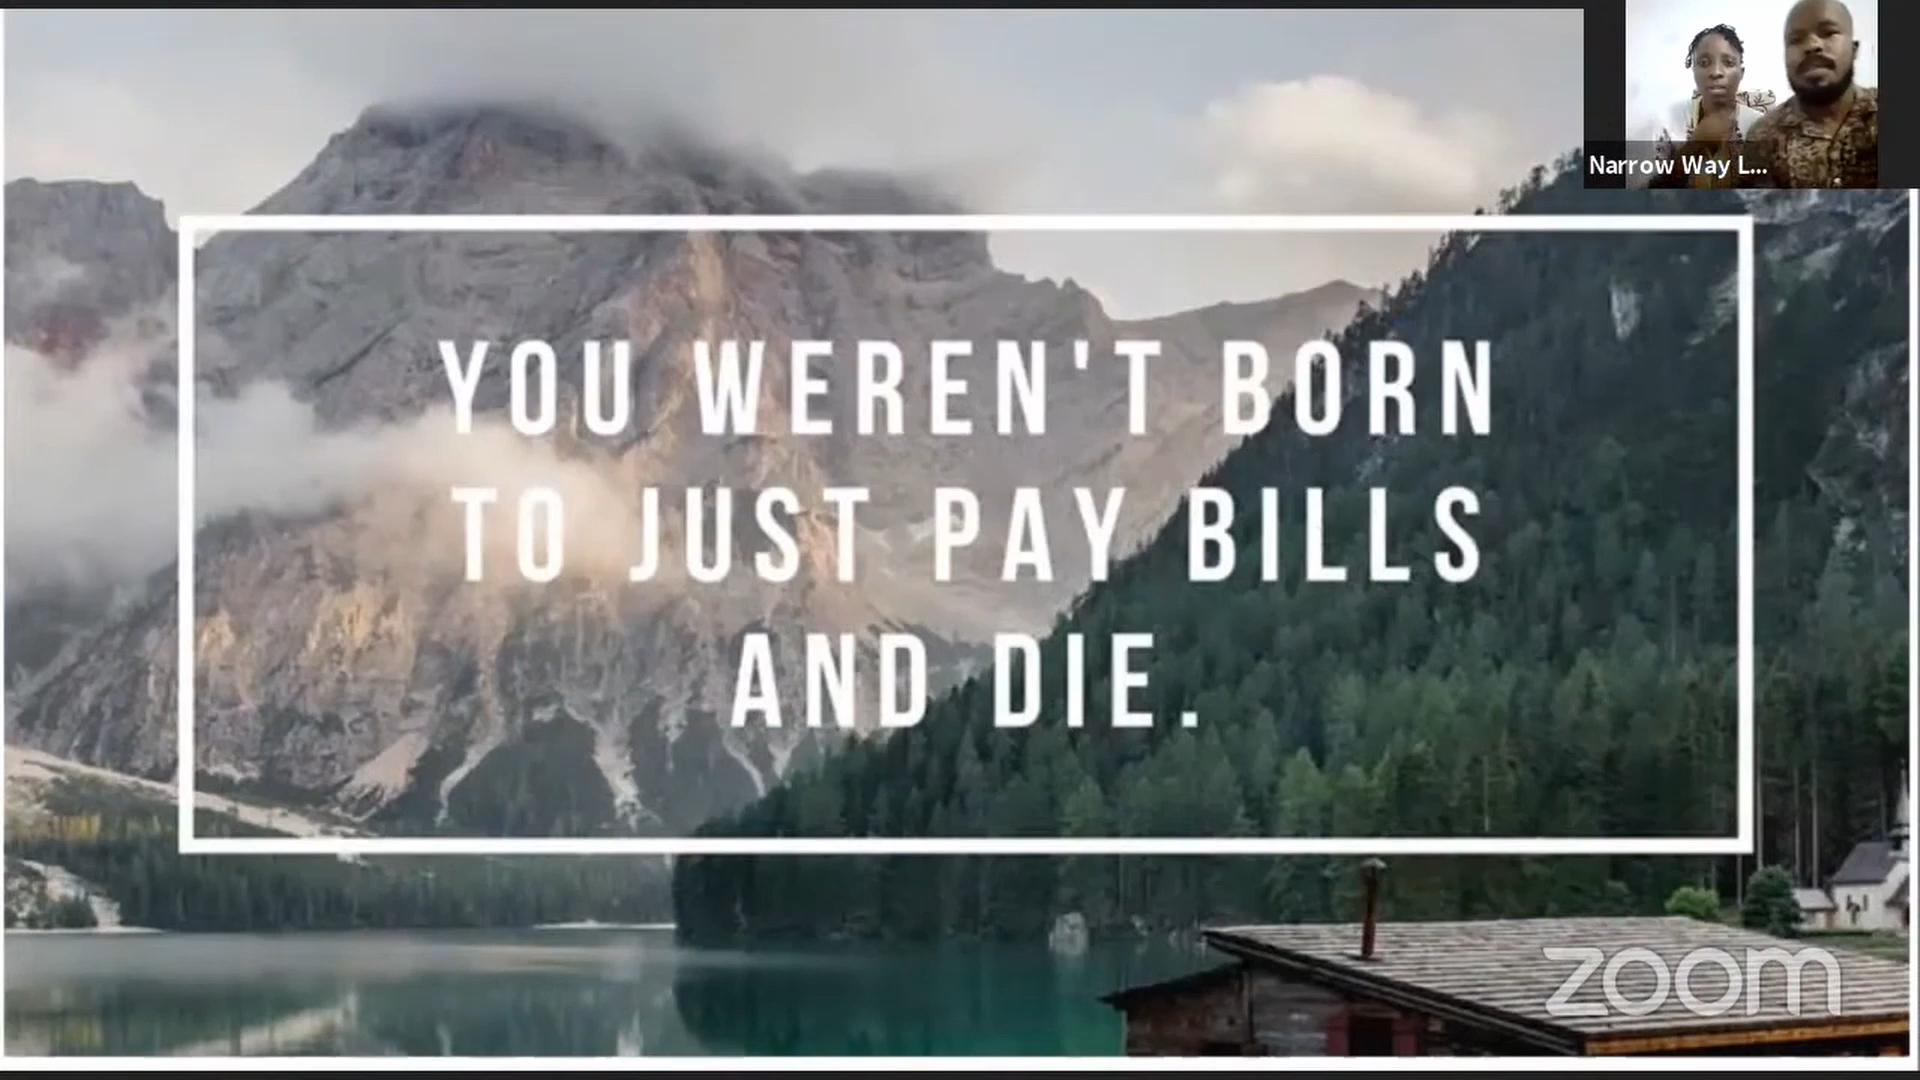 Narrow Way L...
YOU WEREN'T BORN
TO JUST PAY BILLS
AND DIE.
zoom